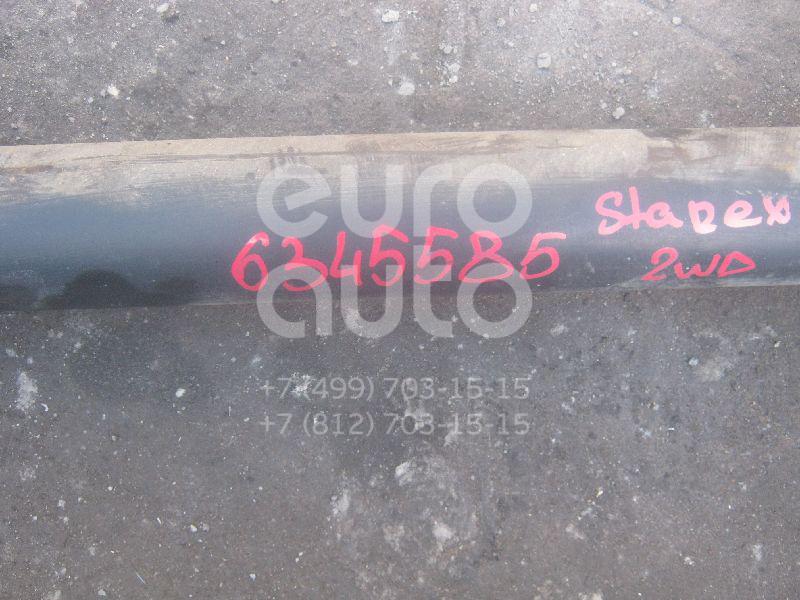 Starex
6345585
2WD
euro
auto
+7 (499) 703-15-15
+7 (812) 703-15-15